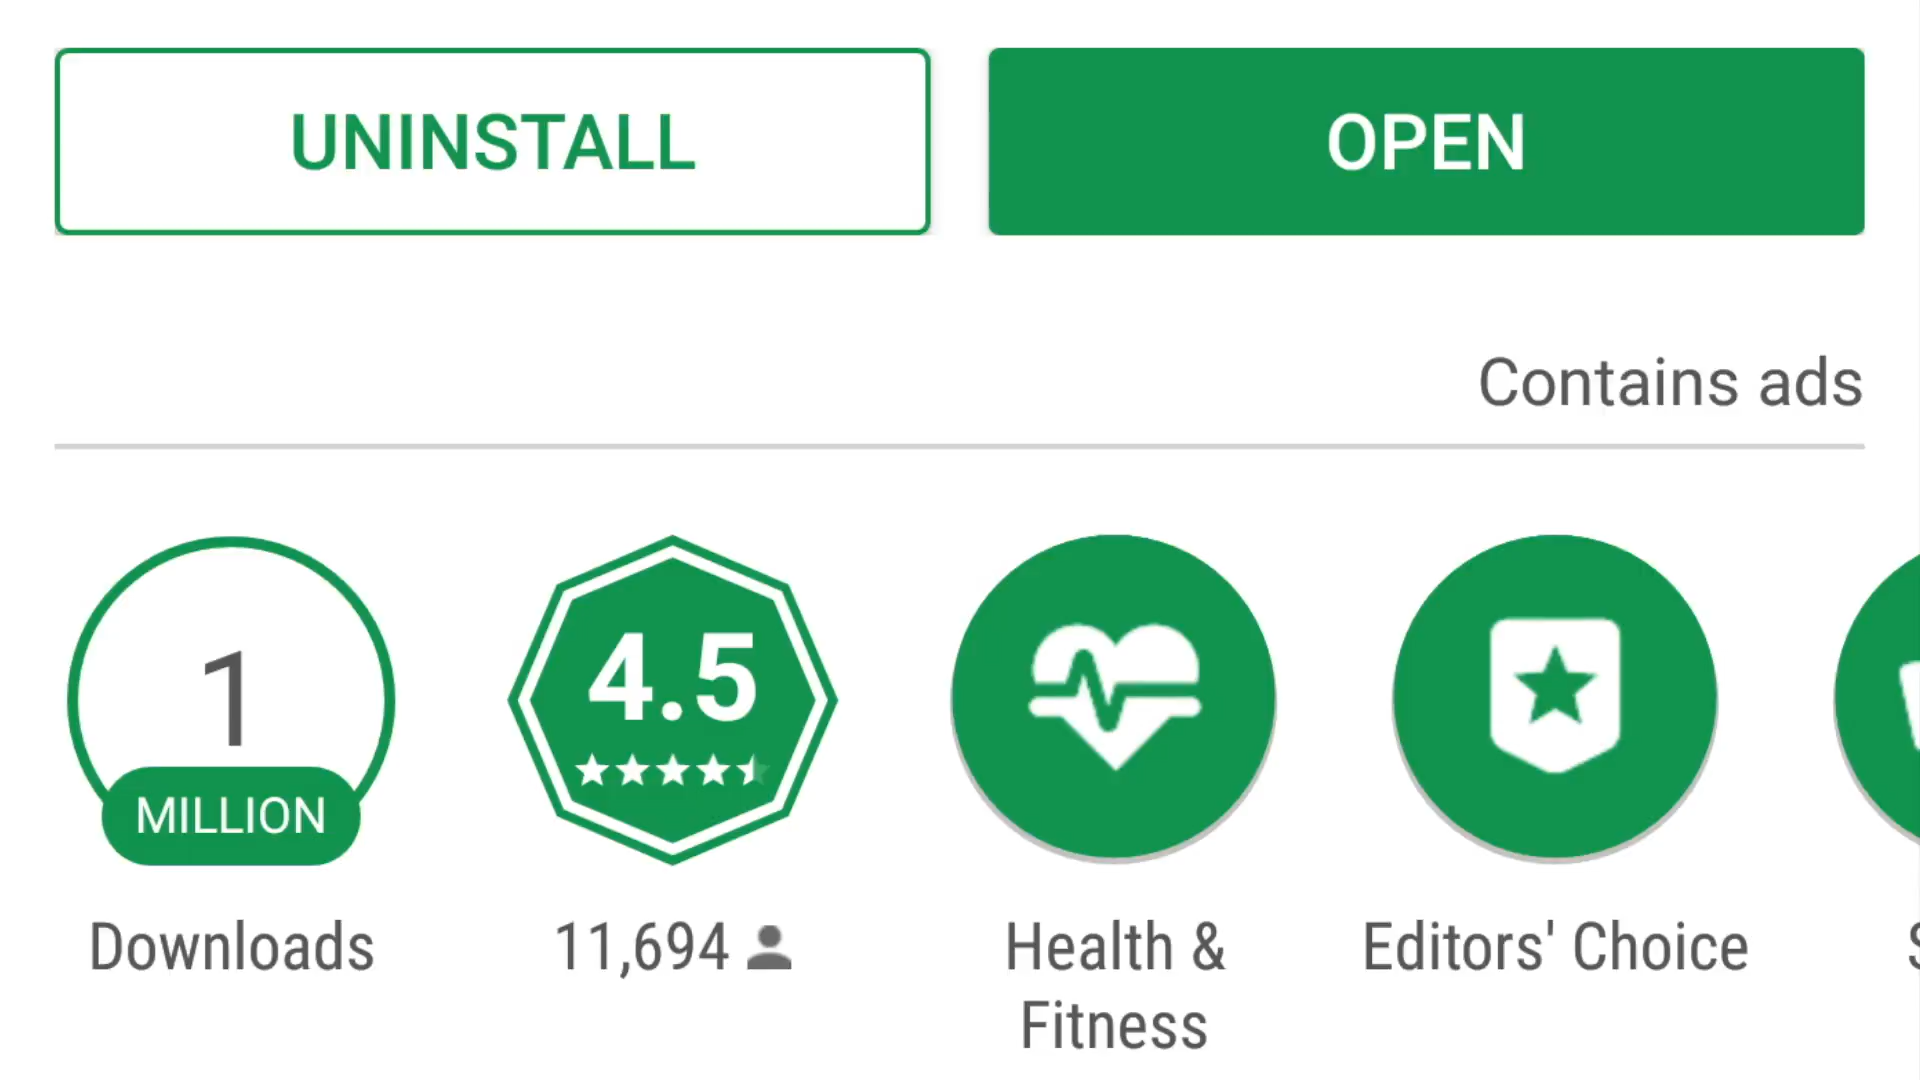 UNINSTALL
OPEN
Contains ads
1
MILLION
4.5
Downloads
11,694
Health &
Fitness
Editors' Choice